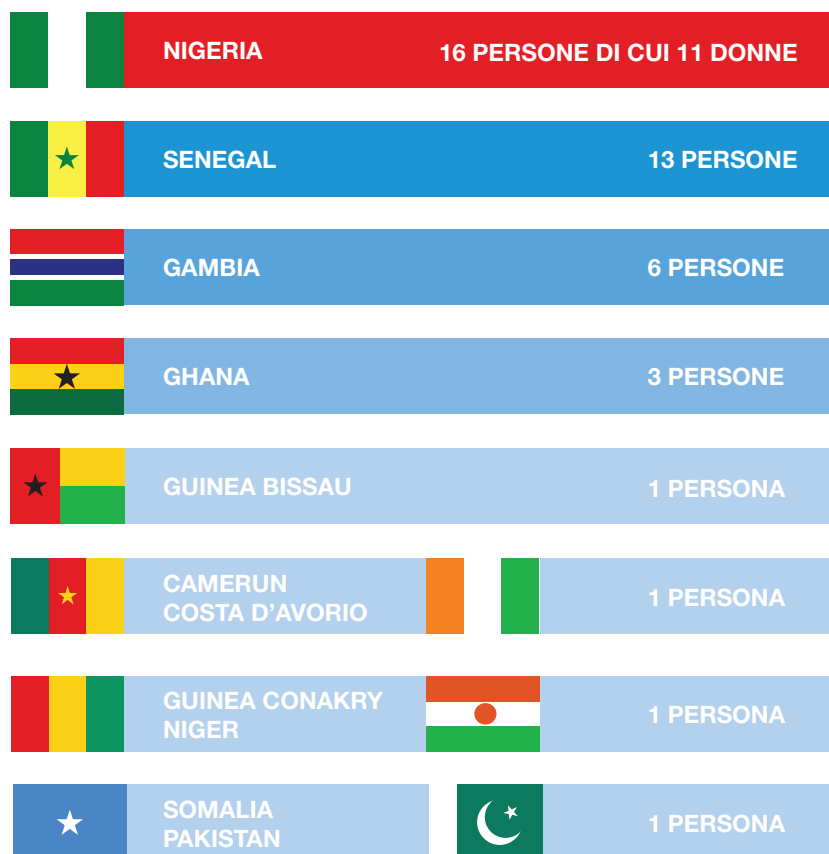 NIGERIA 16 PERSONE DI CUI 11 DONNE
SENEGAL 13 PERSONE
GAMBIA 6 PERSONE
GHANA 3 PERSONE
GUINEA BISSAU 1 PERSONA
CAMERUN
COSTA D’AVORIO 1 PERSONA
GUINEA CONAKRY
NIGER 1 PERSONA
SOMALIA
PAKISTAN 1 PERSONA